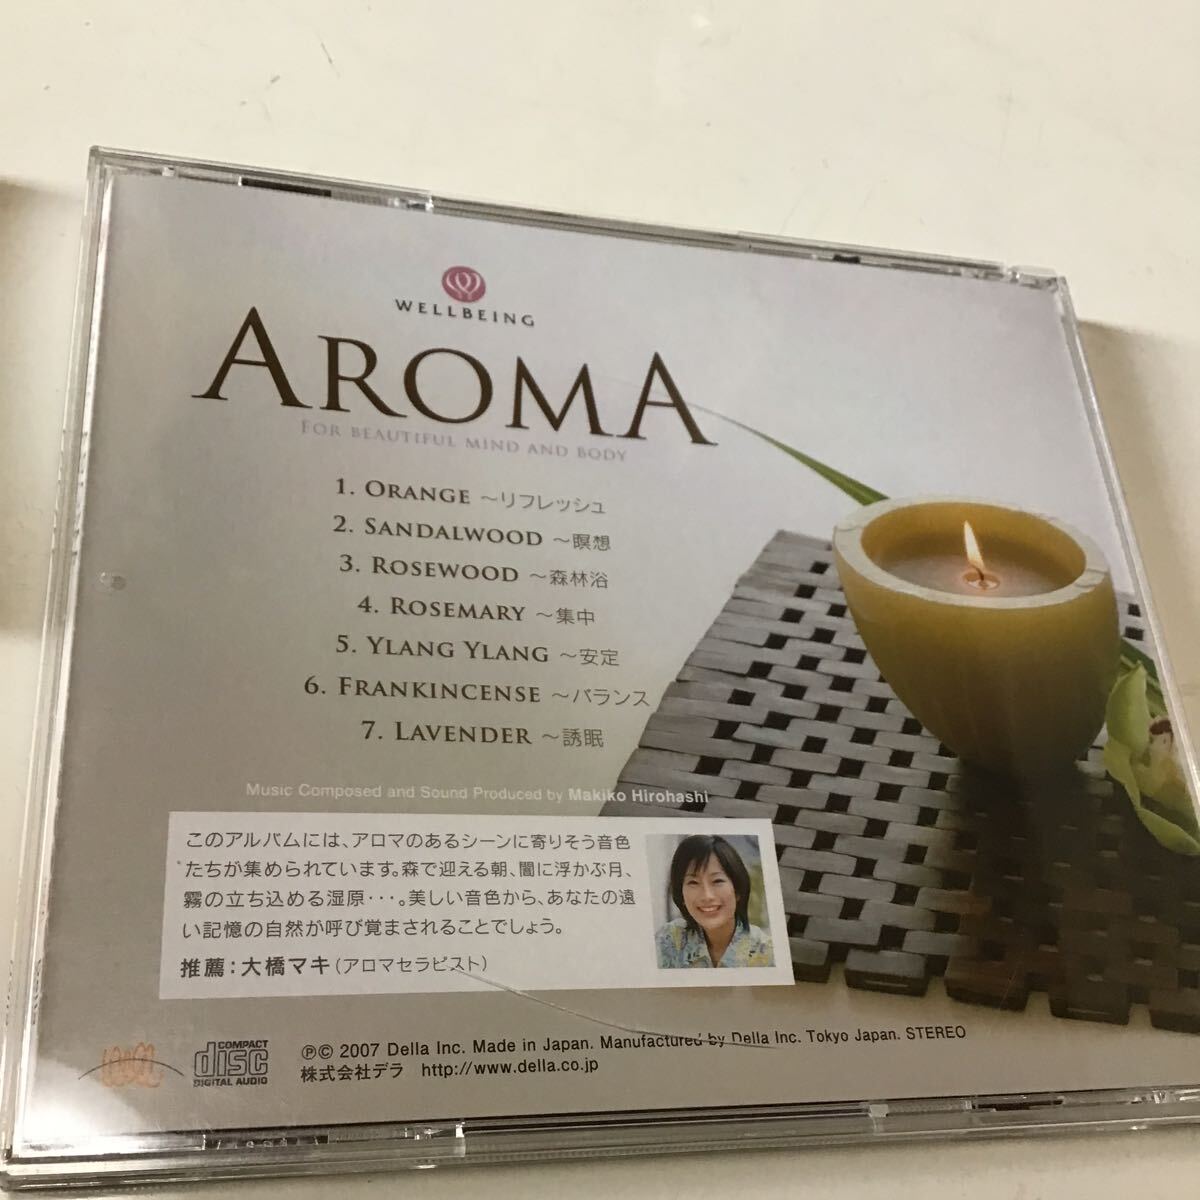 WELLBEING
AROMA
FOR BEAUTIFUL MIND AND BODY
1. ORANGE ～リフレッシュ
2. SANDALWOOD ～瞑想
3. ROSEWOOD ～森林浴
4. ROSEMARY ～集中
5. YLANG YLANG ～安定
6. FRANKINCENSE ～バランス
7. LAVENDER ～誘眠
Music Composed and Sound Produced by Makiko Hirohashi
このアルバムには、アロマのあるシーンに寄りそう音色
たちが集められています。森で迎える朝、闇に浮かぶ月、
霧の立ち込める湿原・・・。美しい音色から、あなたの遠
い記憶の自然が呼び覚まされることでしょう。
推薦：大橋マキ（アロマセラピスト）
COMPACT
disc
DIGITAL AUDIO
℗© 2007 Della Inc. Made in Japan. Manufactured by Della Inc. Tokyo Japan. STEREO
株式会社デラ http://www.della.co.jp